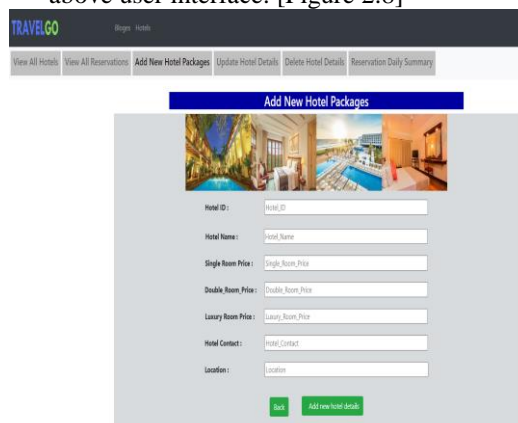 above user interface. [Figure 2.8]
TRAVELGO Bloges Hotels
View All Hotels View All Reservations Add New Hotel Packages Update Hotel Details Delete Hotel Details Reservation Daily Summary
Add New Hotel Packages
Hotel ID : Hotel_ID
Hotel Name : Hotel_Name
Single Room Price : Single_Room_Price
Double_Room_Price : Double_Room_Price
Luxury Room Price : Luxury_Room_Price
Hotel Contact : Hotel_Contact
Location : Location
Back Add new hotel details